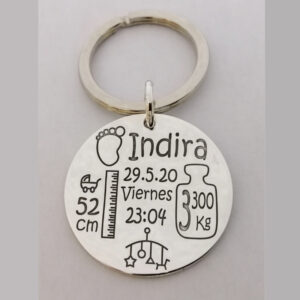 Indira
29.5.20
Viernes
23:04
52
cm
3300
Kg